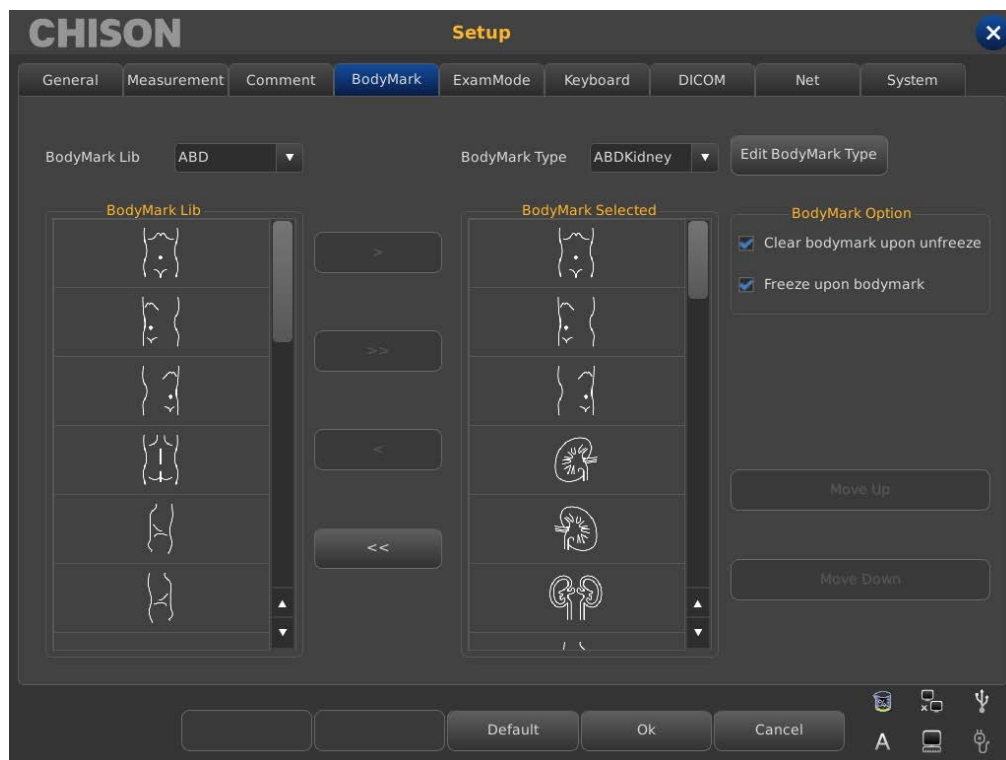 CHISON
Setup
General Measurement Comment BodyMark ExamMode Keyboard DICOM Net System
BodyMark Lib ABD BodyMark Type ABDKidney Edit BodyMark Type
BodyMark Lib BodyMark Selected BodyMark Option
Clear bodymark upon unfreeze
Freeze upon bodymark
>
>>
<
<<
Move Up
Move Down
Default Ok Cancel
A